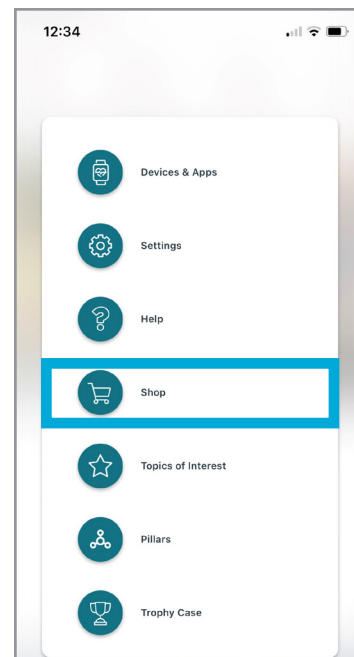 12:34
Devices & Apps
Settings
Help
Shop
Topics of Interest
Pillars
Trophy Case